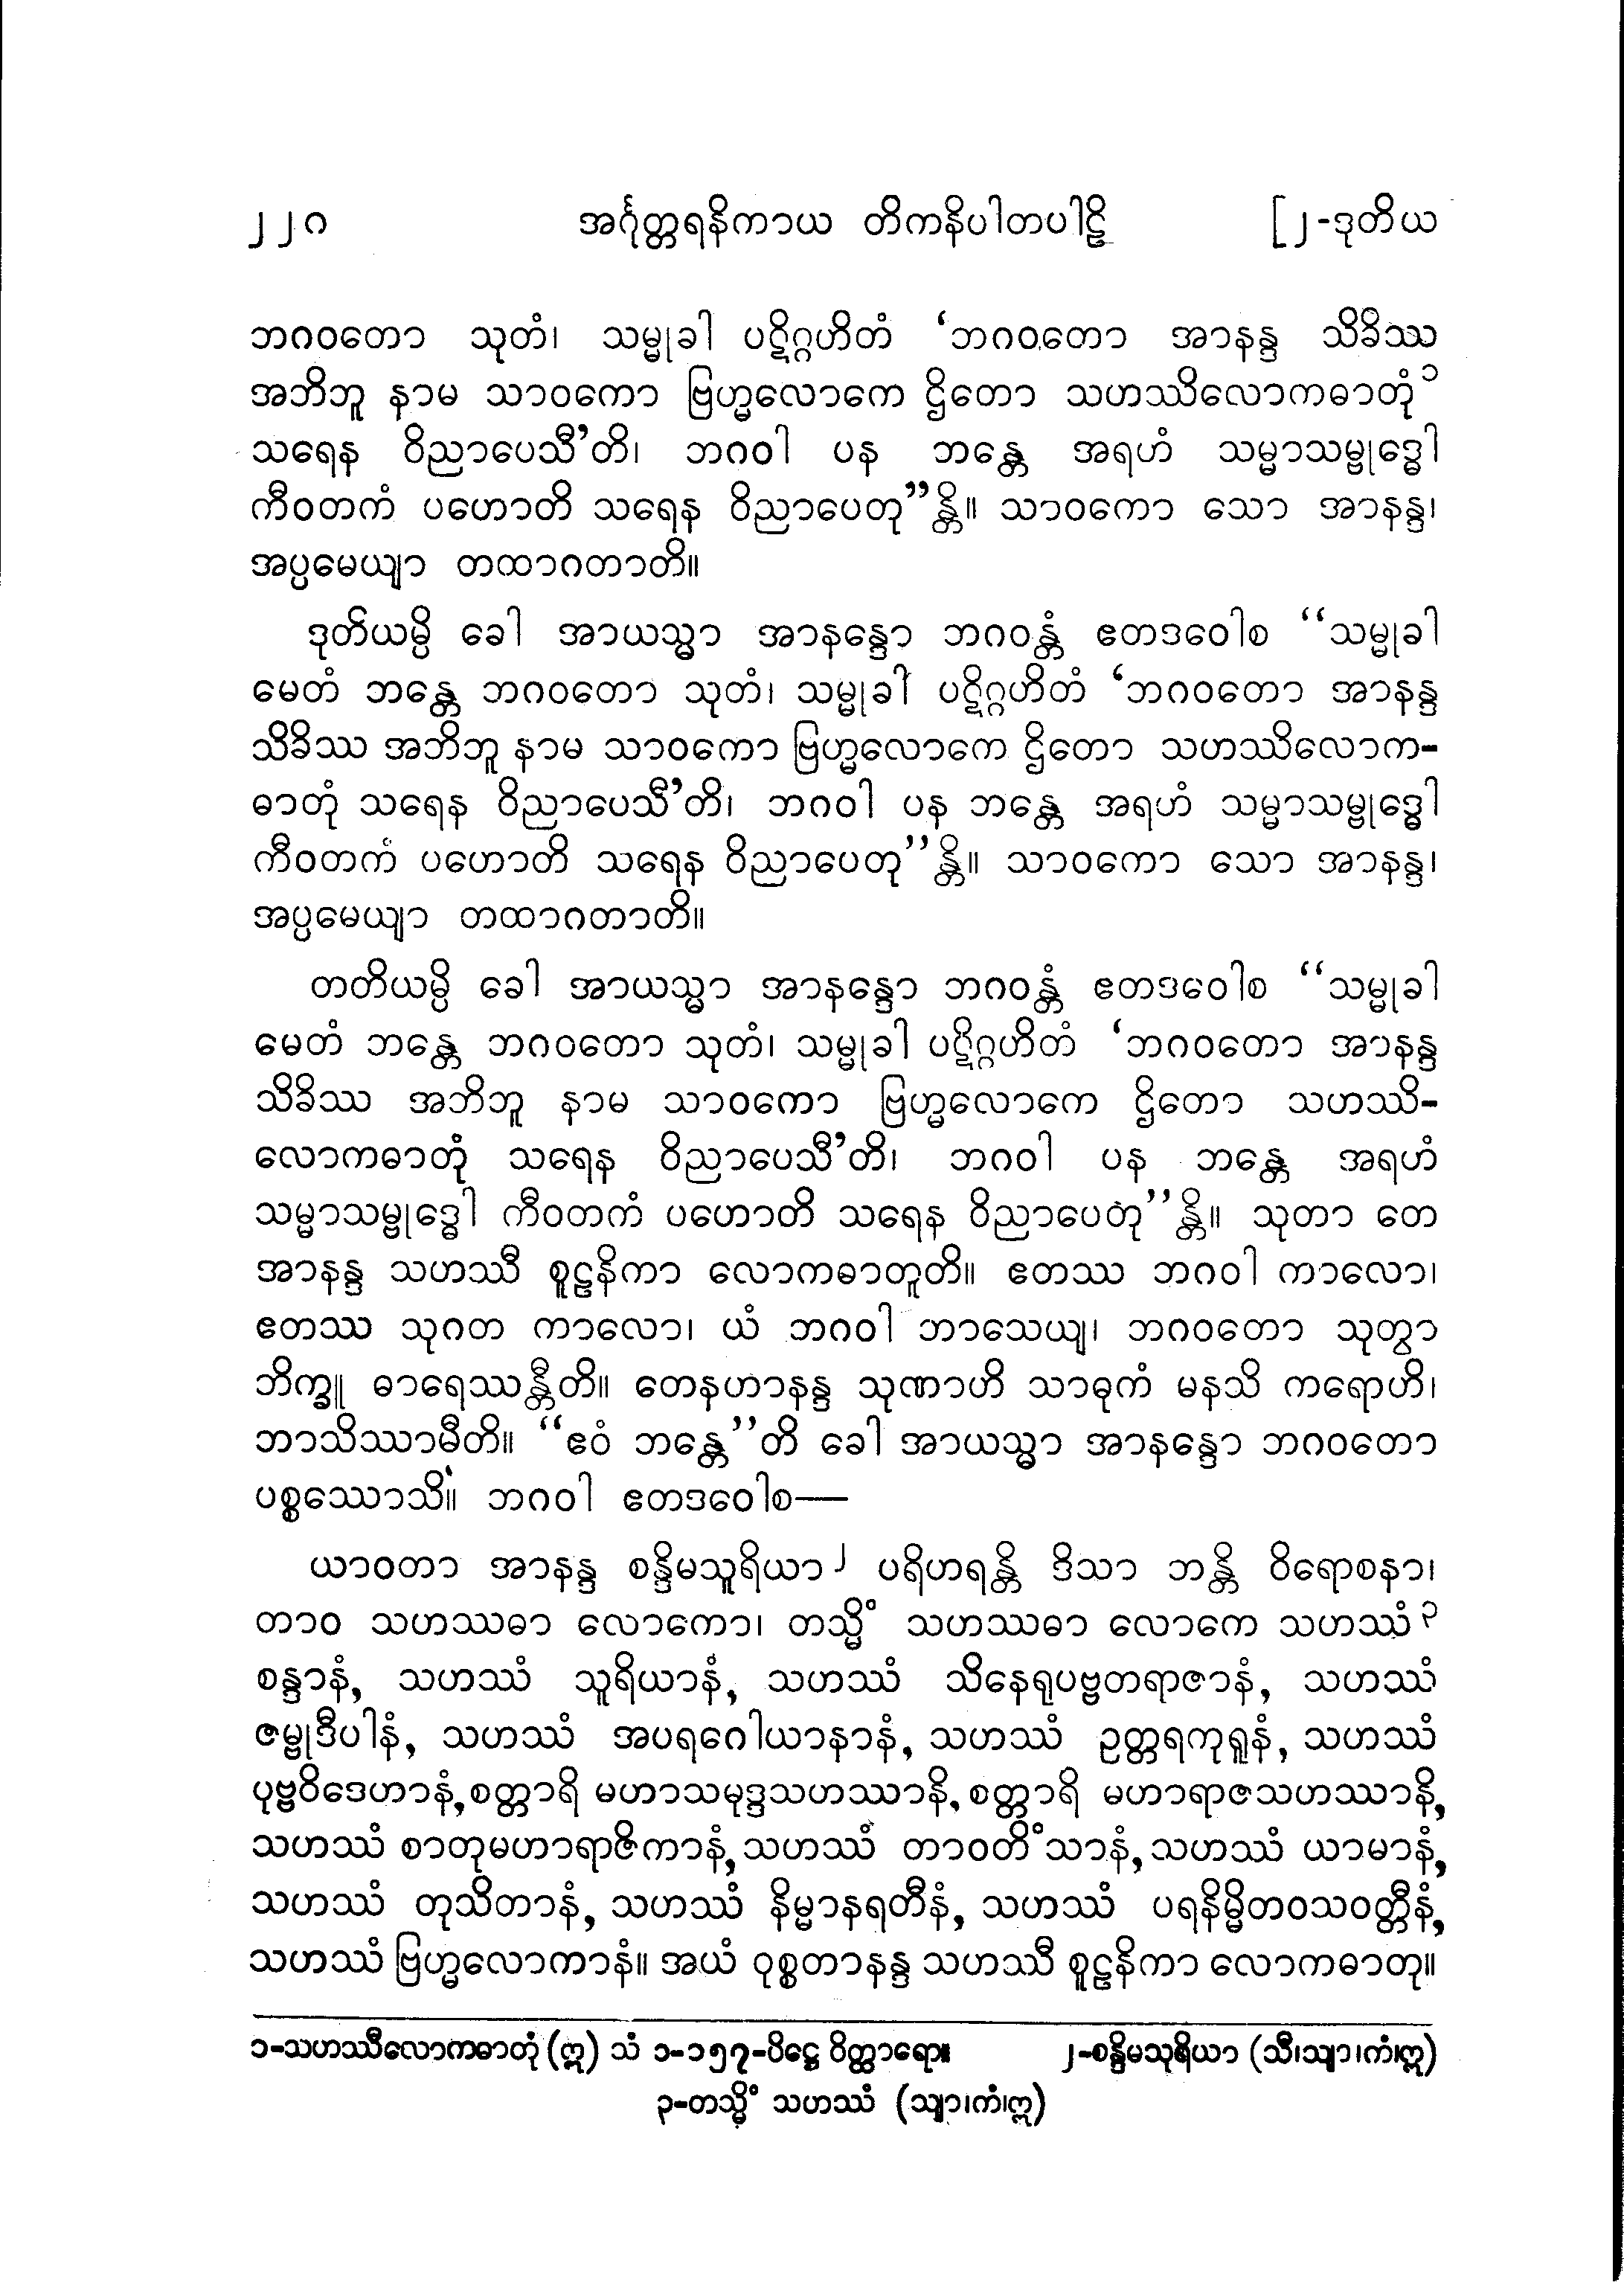 ၂၂၈ အင်္ဂုတ္တရနိကာယ တိကနိပါတပါဠိ [၂-ဒုတိယ
ဘဂဝတော သုတံ၊ သမ္မုခါ ပဋိဂ္ဂဟိတံ ‘ဘဂဝတော အာနန္ဒ သိခိဿ
အဘိဘူ နာမ သာဝကော ဗြဟ္မလောကေ ဌိတော သဟဿိလောကဓာတုံ၁
သရေန ဝိညာပေသီ’တိ၊ ဘဂဝါ ပန ဘန္တေ အရဟံ သမ္မာသမ္ဗုဒ္ဓေါ
ကီဝတကံ ပဟောတိ သရေန ဝိညာပေတု”န္တိ။ သာဝကော သော အာနန္ဒ၊
အပ္ပမေယျာ တထာဂတာတိ။
ဒုတိယမ္ပိ ခေါ အာယသ္မာ အာနန္ဒော ဘဂဝန္တံ ဧတဒဝေါစ “သမ္မုခါ
မေတံ ဘန္တေ ဘဂဝတော သုတံ၊ သမ္မုခါ ပဋိဂ္ဂဟိတံ ‘ဘဂဝတော အာနန္ဒ
သိခိဿ အဘိဘူ နာမ သာဝကော ဗြဟ္မလောကေ ဌိတော သဟဿိလောက-
ဓာတုံ သရေန ဝိညာပေသီ’တိ၊ ဘဂဝါ ပန ဘန္တေ အရဟံ သမ္မာသမ္ဗုဒ္ဓေါ
ကီဝတကံ ပဟောတိ သရေန ဝိညာပေတု”န္တိ။ သာဝကော သော အာနန္ဒ၊
အပ္ပမေယျာ တထာဂတာတိ။
တတိယမ္ပိ ခေါ အာယသ္မာ အာနန္ဒော ဘဂဝန္တံ ဧတဒဝေါစ “သမ္မုခါ
မေတံ ဘန္တေ ဘဂဝတော သုတံ၊ သမ္မုခါ ပဋိဂ္ဂဟိတံ ‘ဘဂဝတော အာနန္ဒ
သိခိဿ အဘိဘူ နာမ သာဝကော ဗြဟ္မလောကေ ဌိတော သဟဿိ-
လောကဓာတုံ သရေန ဝိညာပေသီ’တိ၊ ဘဂဝါ ပန ဘန္တေ အရဟံ
သမ္မာသမ္ဗုဒ္ဓေါ ကီဝတကံ ပဟောတိ သရေန ဝိညာပေတု”န္တိ။ သုတာ တေ
အာနန္ဒ သဟဿီ စူဠနိကာ လောကဓာတူတိ။ ဧတဿ ဘဂဝါ ကာလော၊
ဧတဿ သုဂတ ကာလော၊ ယံ ဘဂဝါ ဘာသေယျ၊ ဘဂဝတော သုတွာ
ဘိက္ခူ ဓာရေဿန္တီတိ။ တေနဟာနန္ဒ သုဏာဟိ သာဓုကံ မနသိ ကရောဟိ၊
ဘာသိဿာမီတိ။ “ဧဝံ ဘန္တေ”တိ ခေါ အာယသ္မာ အာနန္ဒော ဘဂဝတော
ပစ္စဿောသိ။ ဘဂဝါ ဧတဒဝေါစ—
ယာဝတာ အာနန္ဒ စန္ဒိမသူရိယာ၂ ပရိဟရန္တိ ဒိသာ ဘန္တိ ဝိရောစနာ၊
တာဝ သဟဿဓာ လောကော၊ တသ္မိံ သဟဿဓာ လောကေ သဟဿံ၃
စန္ဒာနံ, သဟဿံ သူရိယာနံ, သဟဿံ သိနေရုပဗ္ဗတရာဇာနံ, သဟဿံ
ဇမ္ဗုဒီပါနံ, သဟဿံ အပရဂေါယာနာနံ, သဟဿံ ဥတ္တရကုရူနံ, သဟဿံ
ပုဗ္ဗဝိဒေဟာနံ, စတ္တာရိ မဟာသမုဒ္ဒသဟဿာနိ, စတ္တာရိ မဟာရာဇသဟဿာနိ,
သဟဿံ စာတုမဟာရာဇိကာနံ, သဟဿံ တာဝတိံသာနံ, သဟဿံ ယာမာနံ,
သဟဿံ တုသိတာနံ, သဟဿံ နိမ္မာနရတီနံ, သဟဿံ ပရနိမ္မိတဝသဝတ္တီနံ,
သဟဿံ ဗြဟ္မလောကာနံ။ အယံ ဝုစ္စတာနန္ဒ သဟဿီ စူဠနိကာ လောကဓာတု။
၁-သဟဿီလောကဓာတုံ (ဣ) သံ ၁-၁၅၇-ပိဋ္ဌေ ဝိတ္ထာရော။ ၂-စန္ဒိမသုရိယာ (သီ၊သျာ၊ကံ၊ဣ)
၃-တသ္မိံ သဟဿံ (သျာ၊ကံ၊ဣ)